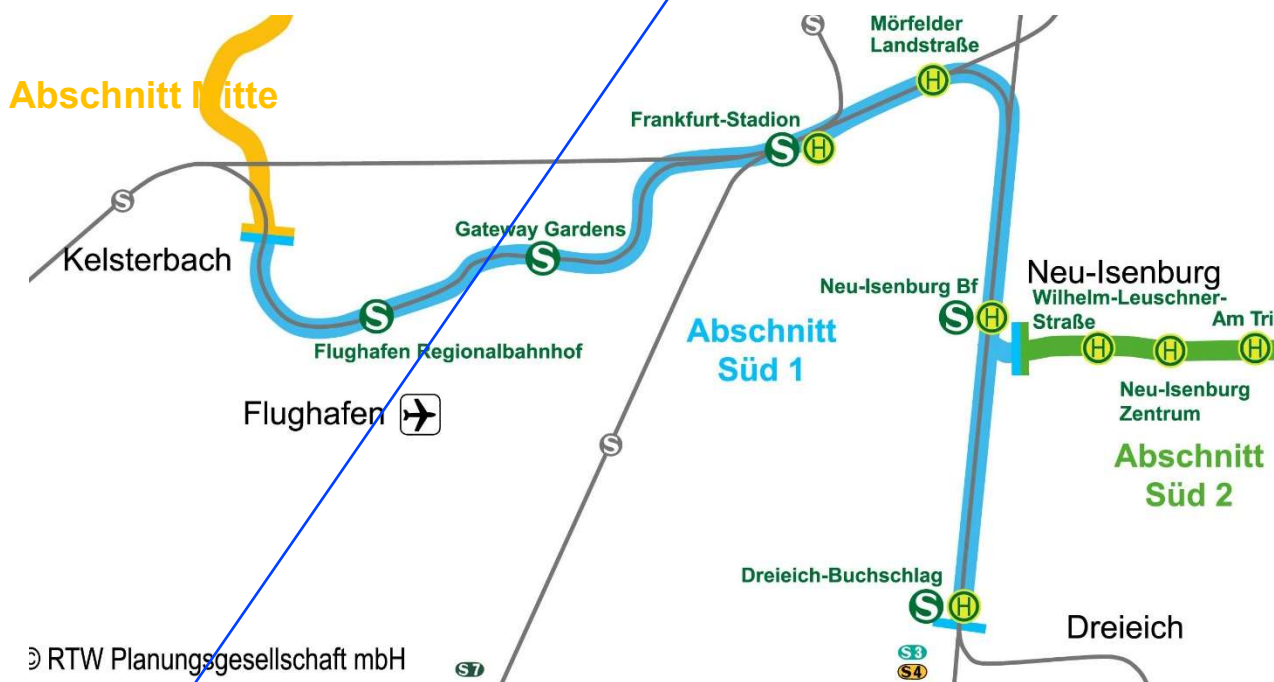 Mörfelder
Landstraße
Abschnitt Mitte
Frankfurt-Stadion
S
S
H
H
S
Gateway Gardens
S
Kelsterbach
Neu-Isenburg
Neu-Isenburg Bf
S
H
Wilhelm-Leuschner-
Straße
Am Tri
H
H
H
S
Flughafen Regionalbahnhof
Abschnitt
Süd 1
Neu-Isenburg
Zentrum
Flughafen
S
Abschnitt
Süd 2
Dreieich-Buchschlag
S
H
Dreieich
© RTW Planungsgesellschaft mbH
S7
S3
S4